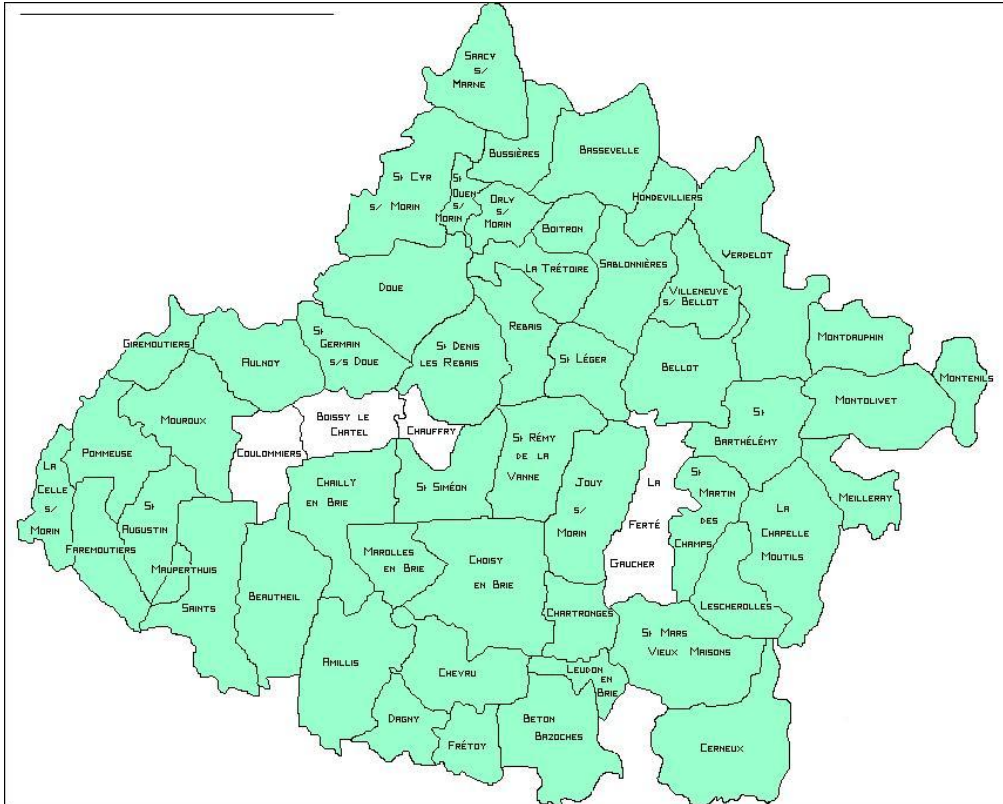 SAACY
S/
MARNE
BUSSIÈRES
BASSEVELLE
St CYR
S/ MORIN
St
OUEN
S/
MORIN
ORLY
S/
MORIN
HONDEVILLIERS
BOITRON
LA TRÉTOIRE
SABLONNIÈRES
VERDELOT
DOUE
VILLENEUVE
S/ BELLOT
GIREMOUTIERS
AULNOY
St
GERMAIN
S/S DOUE
St DENIS
LES REBAIS
REBAIS
St LÉGER
BELLOT
MONTDAUPHIN
MONTENILS
MONTOLIVET
MOUROUX
BOISSY LE
CHATEL
CHAUFFRY
COULOMMIERS
St
BARTHÉLÉMY
POMMEUSE
LA
CELLE
S/
MORIN
St
AUGUSTIN
FAREMOUTIERS
MAUPERTHUIS
SAINTS
CHAILLY
EN BRIE
St SIMÉON
St RÉMY
DE LA
VANNE
JOUY
S/
MORIN
LA
FERTÉ
GAUCHER
St
MARTIN
DES
CHAMPS
LA
CHAPELLE
MOUTILS
MEILLERAY
MAROLLES
EN BRIE
CHOISY
EN BRIE
BEAUTHEIL
CHARTRONGES
LESCHEROLLES
St MARS
VIEUX MAISONS
AMILLIS
CHEVRU
LEUDON
EN
BRIE
DAGNY
FRÉTOY
BETON
BAZOCHES
CERNEUX